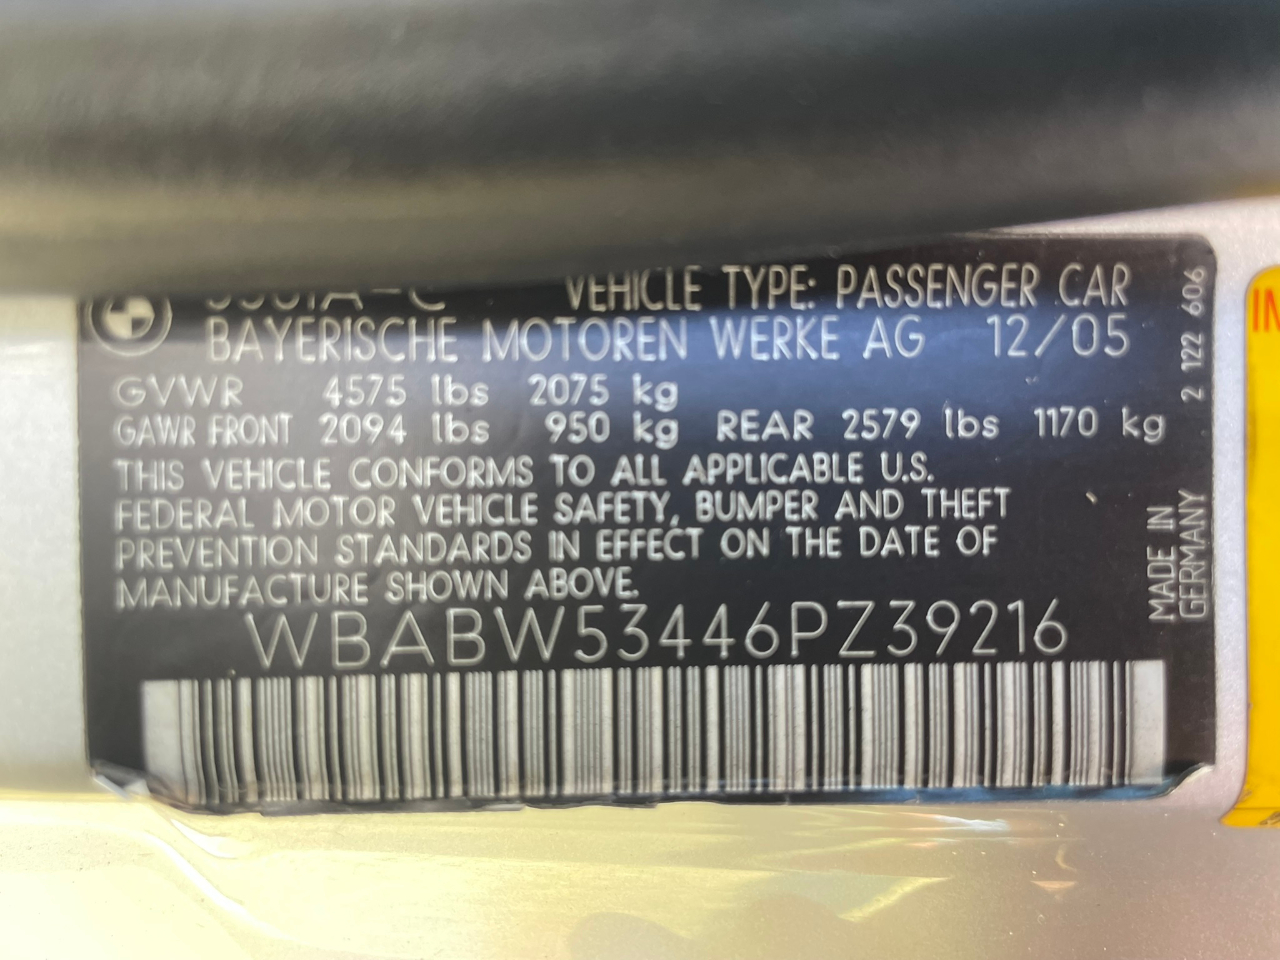 VEHICLE TYPE: PASSENGER CAR
BAYERISCHE MOTOREN WERKE AG 12/05
GVWR 4575 lbs 2075 kg
GAWR FRONT 2094 lbs 950 kg REAR 2579 lbs 1170 kg
THIS VEHICLE CONFORMS TO ALL APPLICABLE U.S.
FEDERAL MOTOR VEHICLE SAFETY, BUMPER AND THEFT
PREVENTION STANDARDS IN EFFECT ON THE DATE OF
MANUFACTURE SHOWN ABOVE.
WBABW53446PZ39216
MADE IN
GERMANY
2 122 606